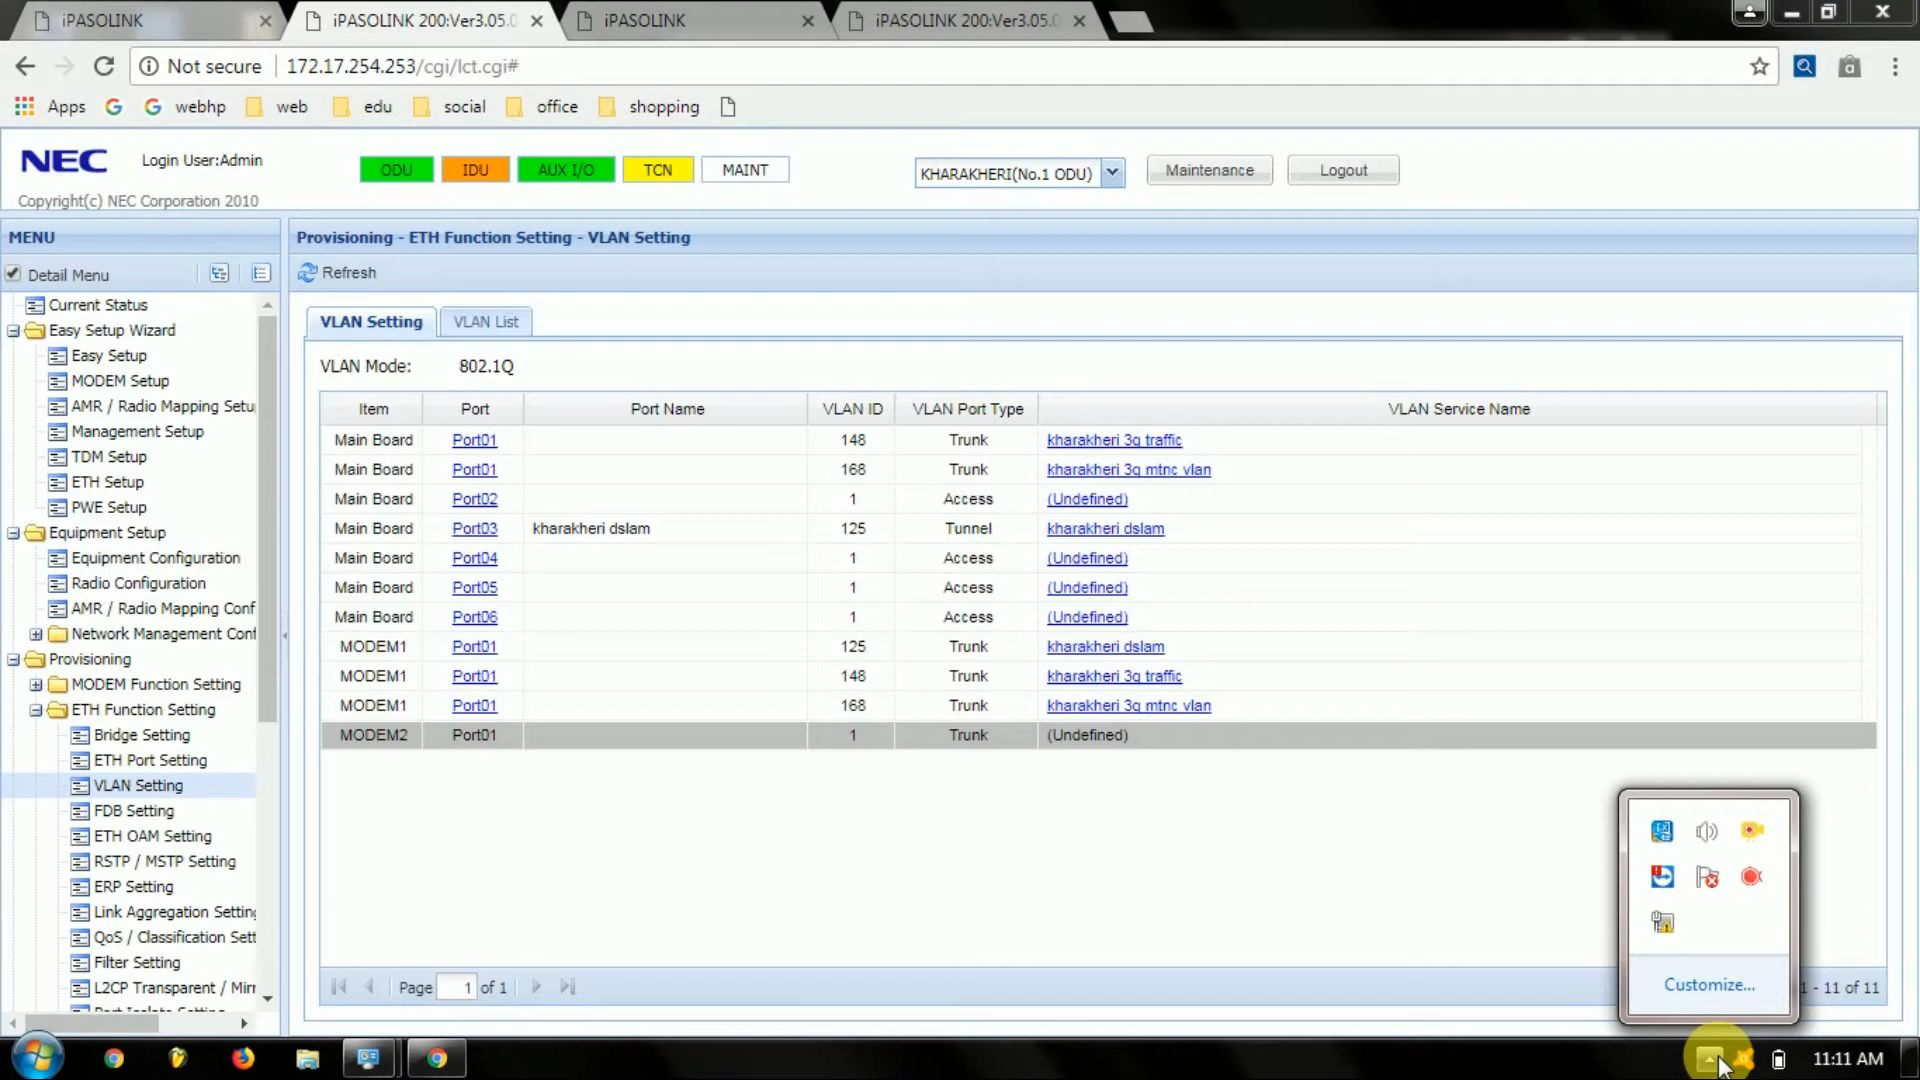 iPASOLINK
iPASOLINK 200:Ver3.05.0
iPASOLINK
iPASOLINK 200:Ver3.05.0
Not secure
172.17.254.253/cgi/lct.cgi#
Apps
webhp
web
edu
social
office
shopping
NEC
Login User:Admin
ODU
IDU
AUX I/O
TCN
MAINT
KHARAKHERI(No.1 ODU)
Maintenance
Logout
Copyright(c) NEC Corporation 2010
MENU
Provisioning - ETH Function Setting - VLAN Setting
Detail Menu
Refresh
Current Status
Easy Setup Wizard
Easy Setup
MODEM Setup
AMR / Radio Mapping Setu
Management Setup
TDM Setup
ETH Setup
PWE Setup
Equipment Setup
Equipment Configuration
Radio Configuration
AMR / Radio Mapping Conf
Network Management Conf
Provisioning
MODEM Function Setting
ETH Function Setting
Bridge Setting
ETH Port Setting
VLAN Setting
FDB Setting
ETH OAM Setting
RSTP / MSTP Setting
ERP Setting
Link Aggregation Setting
QoS / Classification Sett
Filter Setting
L2CP Transparent / Mirr
VLAN Setting
VLAN List
VLAN Mode: 802.1Q
Item Port Port Name VLAN ID VLAN Port Type VLAN Service Name
Main Board Port01 148 Trunk kharakheri 3g traffic
Main Board Port01 168 Trunk kharakheri 3g mtnc vlan
Main Board Port02 1 Access (Undefined)
Main Board Port03 kharakheri dslam 125 Tunnel kharakheri dslam
Main Board Port04 1 Access (Undefined)
Main Board Port05 1 Access (Undefined)
Main Board Port06 1 Access (Undefined)
MODEM1 Port01 125 Trunk kharakheri dslam
MODEM1 Port01 148 Trunk kharakheri 3g traffic
MODEM1 Port01 168 Trunk kharakheri 3g mtnc vlan
MODEM2 Port01 1 Trunk (Undefined)
Page 1 of 1
1 - 11 of 11
Customize...
11:11 AM